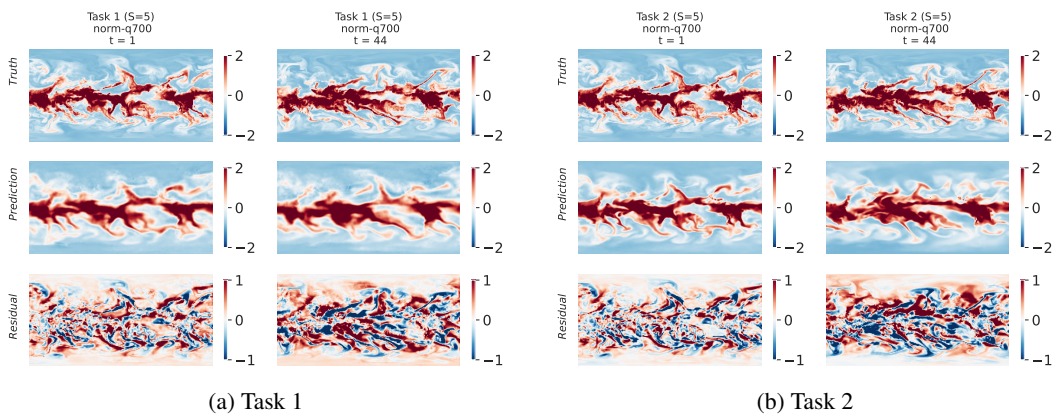 Task 1 (S=5)
norm-q700
t = 1
Task 1 (S=5)
norm-q700
t = 44
Truth
2
0
−2
2
0
−2
Prediction
2
0
−2
2
0
−2
Residual
1
0
−1
1
0
−1
(a) Task 1
Task 2 (S=5)
norm-q700
t = 1
Task 2 (S=5)
norm-q700
t = 44
Truth
2
0
−2
2
0
−2
Prediction
2
0
−2
2
0
−2
Residual
1
0
−1
1
0
−1
(b) Task 2